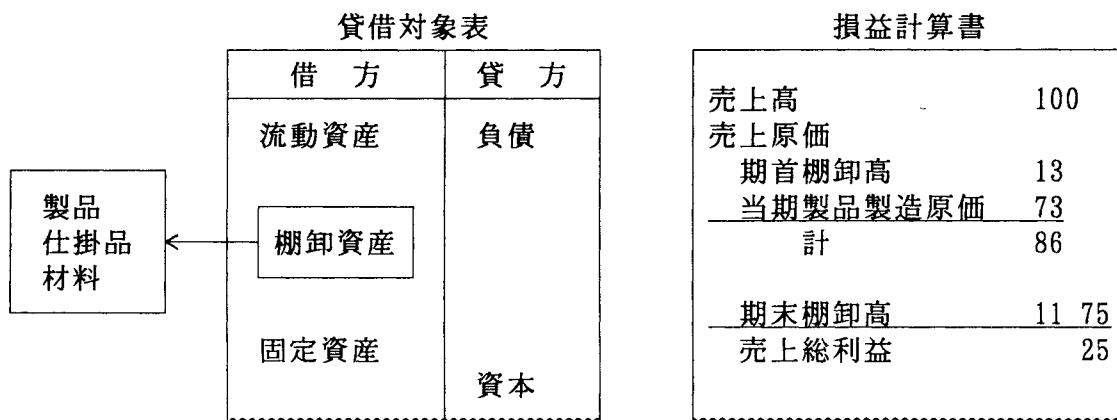 貸借対象表
借 方
貸 方
流動資産
負債
棚卸資産
固定資産
資本
製品
仕掛品
材料
損益計算書
売上高 100
売上原価
期首棚卸高 13
当期製品製造原価 73
計 86
期末棚卸高 11 75
売上総利益 25